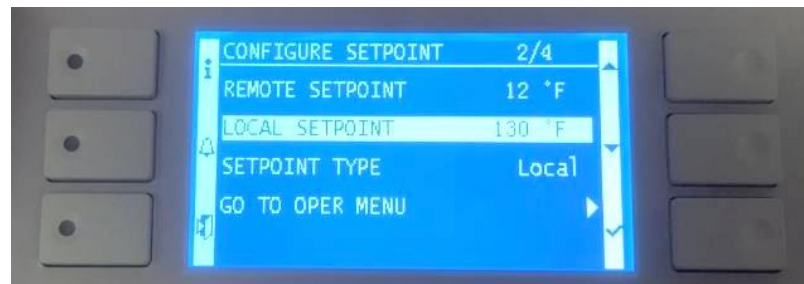 CONFIGURE SETPOINT 2/4
REMOTE SETPOINT 12 °F
LOCAL SETPOINT 130 °F
SETPOINT TYPE Local
GO TO OPER MENU